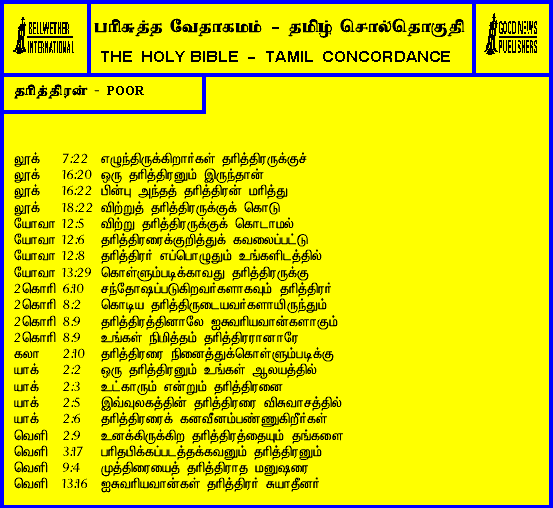 BELLWETHER
INTERNATIONAL
பரிசுத்த வேதாகமம் - தமிழ் சொல்தொகுதி
THE HOLY BIBLE - TAMIL CONCORDANCE
GOOD NEWS
PUBLISHERS
தரித்திரன் - POOR
லூக் 7:22 எழுந்திருக்கிறார்கள் தரித்திரருக்குச்
லூக் 16:20 ஒரு தரித்திரனும் இருந்தான்
லூக் 16:22 பின்பு அந்தத் தரித்திரன் மரித்து
லூக் 18:22 விற்றுத் தரித்திரருக்குக் கொடு
யோவா 12:5 விற்று தரித்திரருக்குக் கொடாமல்
யோவா 12:6 தரித்திரரைக்குறித்துக் கவலைப்பட்டு
யோவா 12:8 தரித்திரர் எப்பொழுதும் உங்களிடத்தில்
யோவா 13:29 கொள்ளும்படிக்காவது தரித்திரருக்கு
2கொரி 6:10 சந்தோஷப்படுகிறவர்களாகவும் தரித்திரர்
2கொரி 8:2 கொடிய தரித்திருடையவர்களாயிருந்தும்
2கொரி 8:9 தரித்திரத்தினாலே ஐசுவரியவான்களாகும்
2கொரி 8:9 உங்கள் நிமித்தம் தரித்திரரானாரே
கலா 2:10 தரித்திரரை நினைத்துக்கொள்ளும்படிக்கு
யாக் 2:2 ஒரு தரித்திரனும் உங்கள் ஆலயத்தில்
யாக் 2:3 உட்காரும் என்றும் தரித்திரனை
யாக் 2:5 இவ்வுலகத்தின் தரித்திரரை விசுவாசத்தில்
யாக் 2:6 தரித்திரரைக் கனவீனம்பண்ணுகிறீர்கள்
வெளி 2:9 உனக்கிருக்கிற தரித்திரத்தையும் தங்களை
வெளி 3:17 பரிதபிக்கப்படத்தக்கவனும் தரித்திரனும்
வெளி 9:4 முத்திரையைத் தரித்திராத மனுஷரை
வெளி 13:16 ஐசுவரியவான்கள் தரித்திரர் சுயாதீனர்